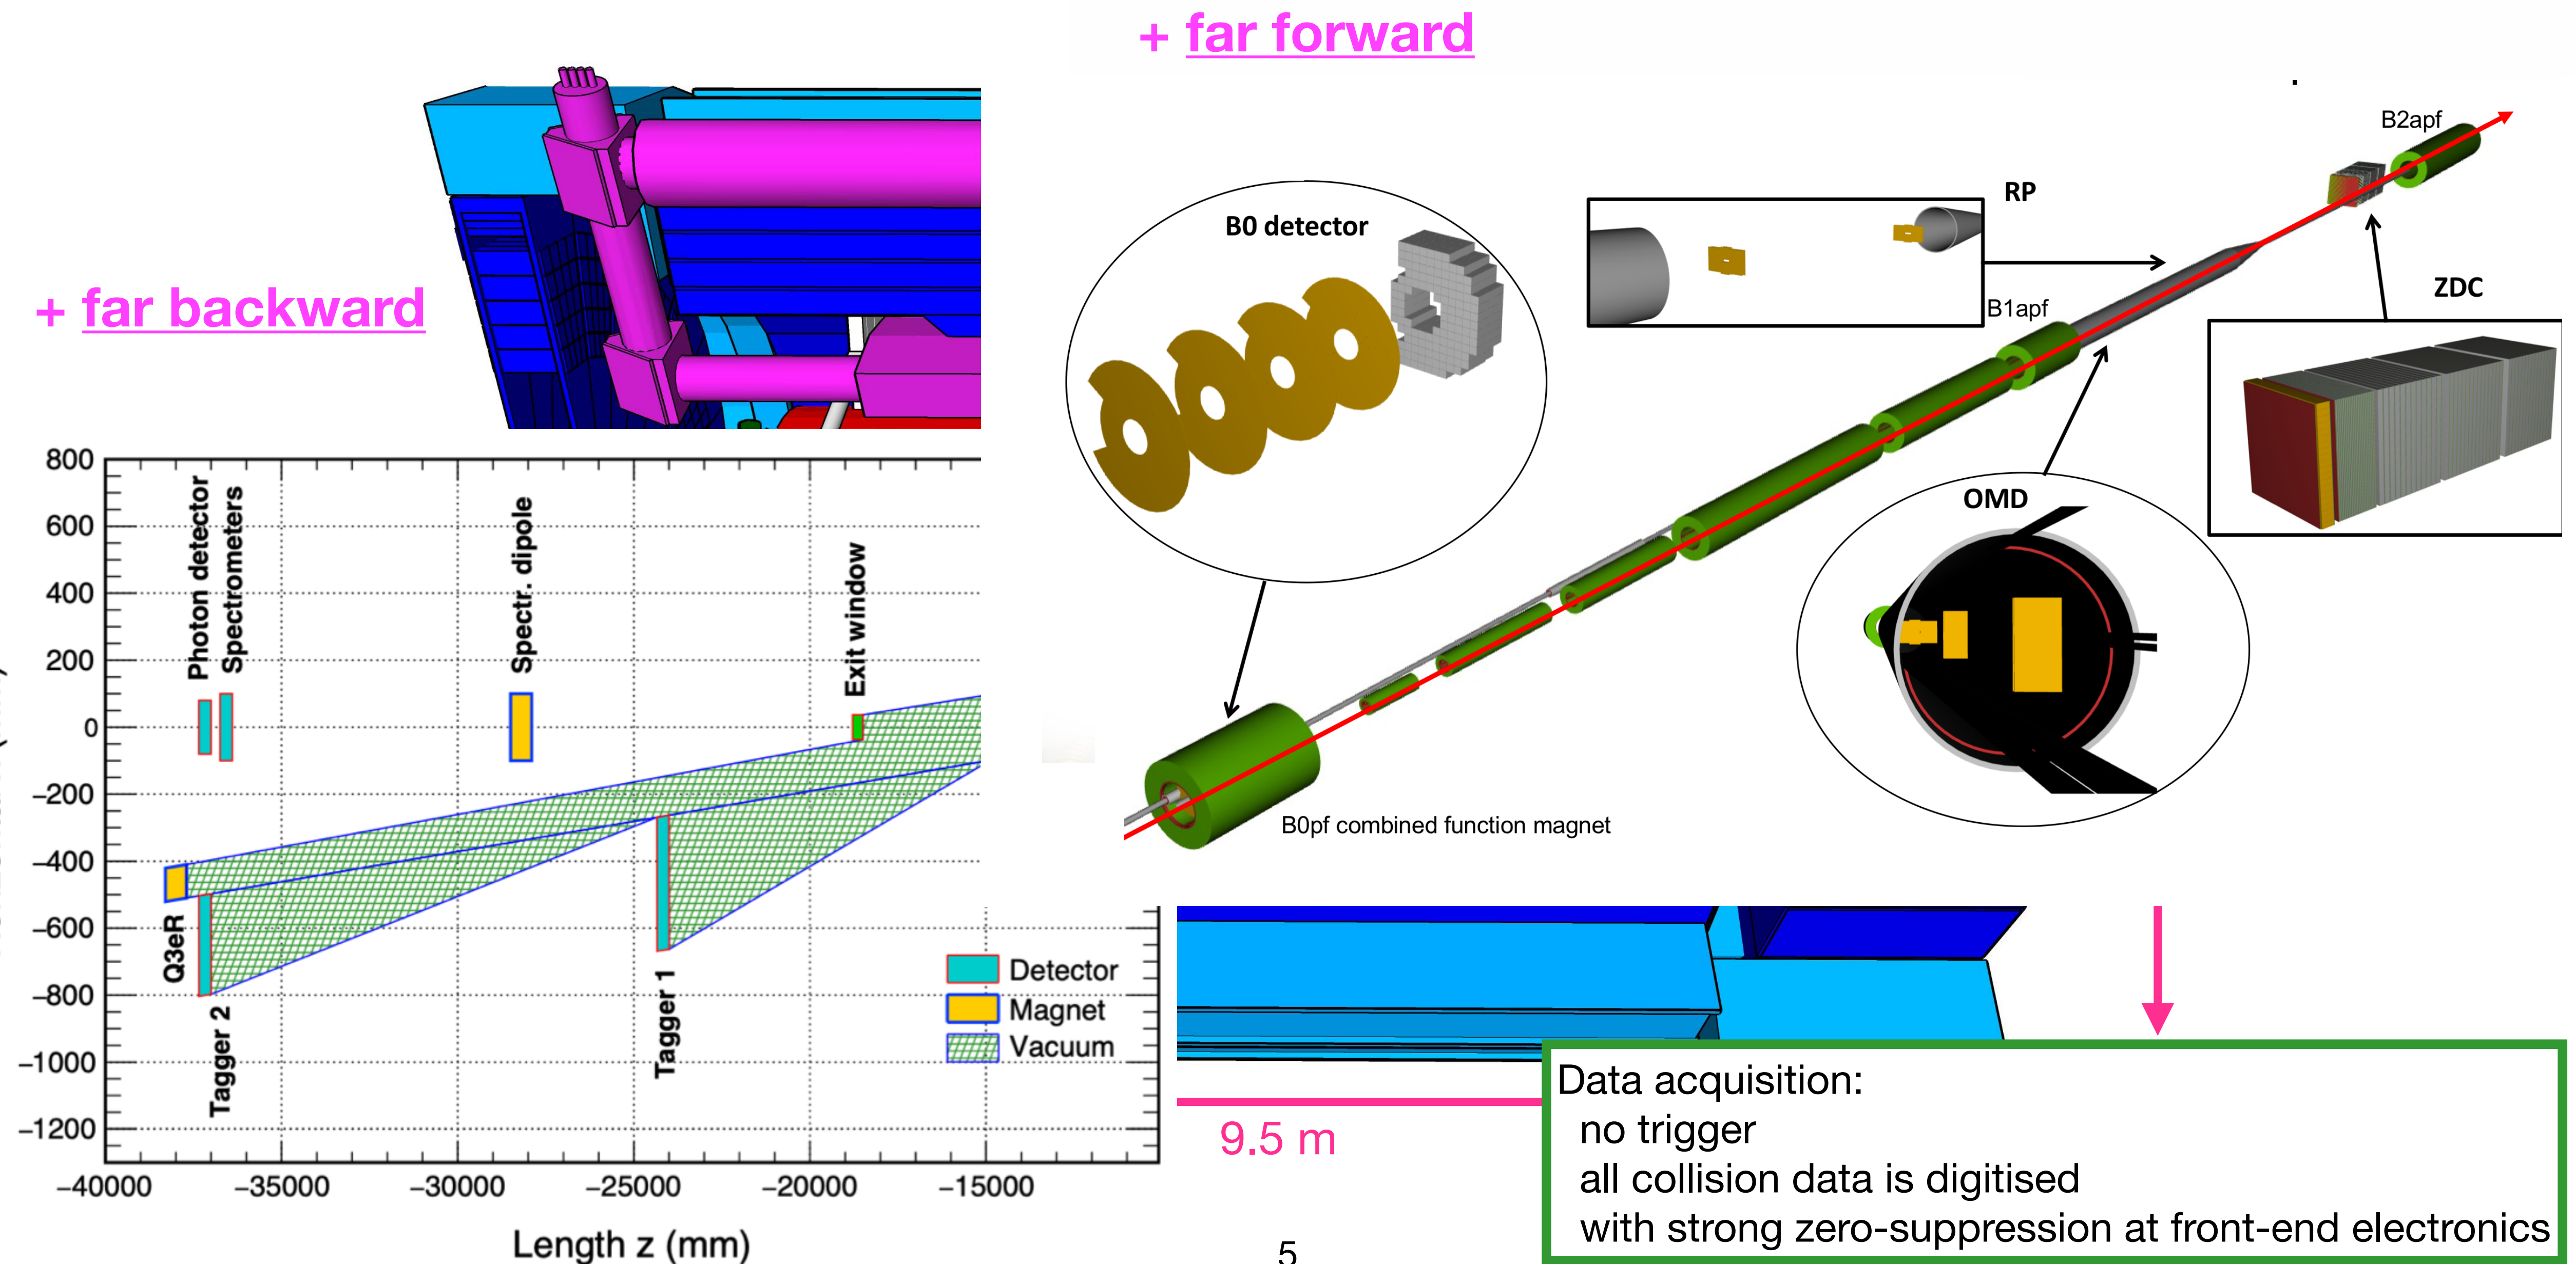 + far forward
+ far backward
B0 detector
RP
B1apf
B2apf
ZDC
OMD
B0pf combined function magnet
800
600
400
200
0
−200
−400
−600
−800
−1000
−1200
Photon detector
Spectrometers
Spectr. dipole
Exit window
Q3eR
Tagger 2
Tagger 1
Detector
Magnet
Vacuum
−40000 −35000 −30000 −25000 −20000 −15000
Length z (mm)
9.5 m
Data acquisition:
no trigger
all collision data is digitised
with strong zero-suppression at front-end electronics
5